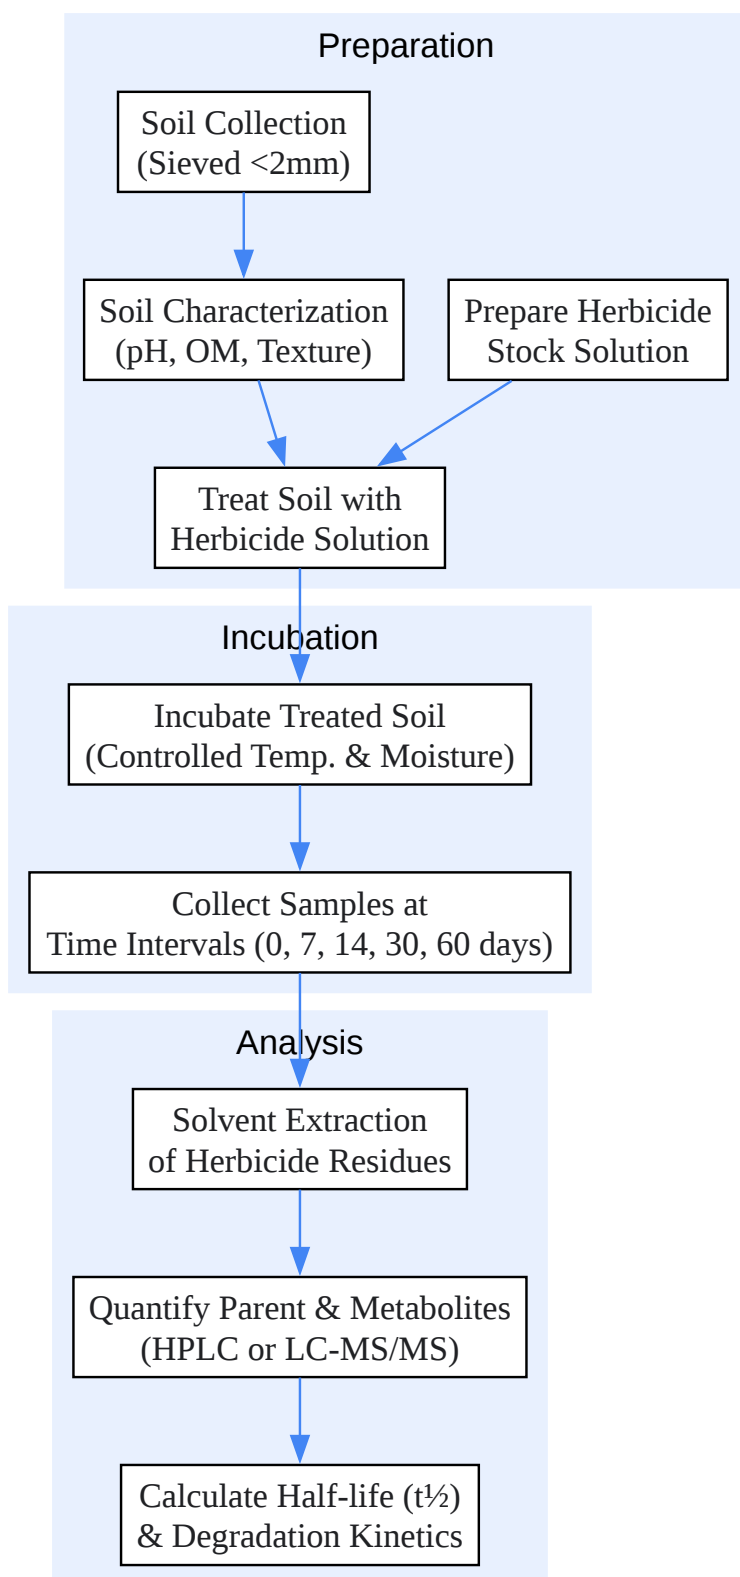 Preparation
Soil Collection
(Sieved <2mm)
Soil Characterization
(pH, OM, Texture)
Prepare Herbicide
Stock Solution
Treat Soil with
Herbicide Solution
Incubation
Incubate Treated Soil
(Controlled Temp. & Moisture)
Collect Samples at
Time Intervals (0, 7, 14, 30, 60 days)
Analysis
Solvent Extraction
of Herbicide Residues
Quantify Parent & Metabolites
(HPLC or LC-MS/MS)
Calculate Half-life (t½)
& Degradation Kinetics